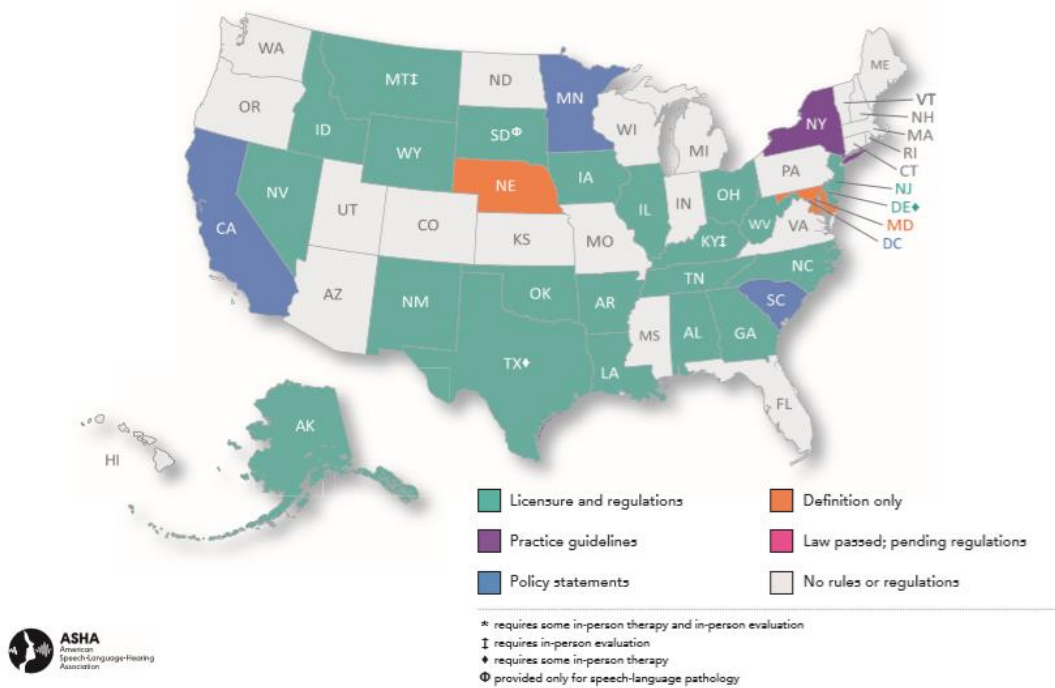 WA
ME
MT‡
ND
MN
VT
OR
NH
ID
SDΦ
WI
NY
MA
WY
MI
RI
CT
IA
PA
NJ
NE
NV
OH
DE♦
IL
IN
MD
UT
WV
VA
CO
DC
CA
KS
MO
KY‡
NC
TN
AZ
OK
NM
AR
SC
MS
AL
GA
TX♦
LA
FL
AK
HI
Licensure and regulations
Definition only
Practice guidelines
Law passed; pending regulations
Policy statements
No rules or regulations
* requires some in-person therapy and in-person evaluation
‡ requires in-person evaluation
♦ requires some in-person therapy
Φ provided only for speech-language pathology
ASHA
American
Speech-Language-Hearing
Association